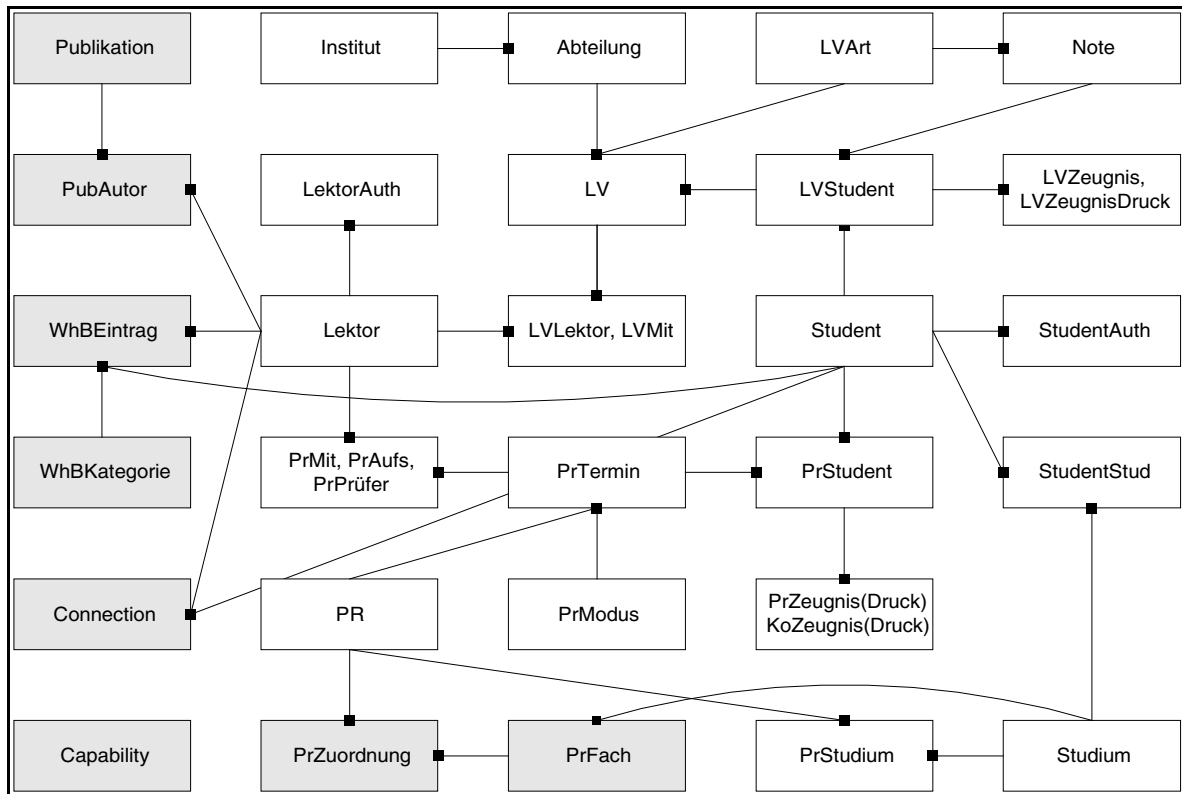 Publikation
Institut
Abteilung
LVArt
Note
PubAutor
LektorAuth
LV
LVStudent
LVZeugnis,
LVZeugnisDruck
WhBEintrag
Lektor
LVLektor, LVMit
Student
StudentAuth
WhBKategorie
PrMit, PrAufs,
PrPrüfer
PrTermin
PrStudent
StudentStud
Connection
PR
PrModus
PrZeugnis(Druck)
KoZeugnis(Druck)
Capability
PrZuordnung
PrFach
PrStudium
Studium